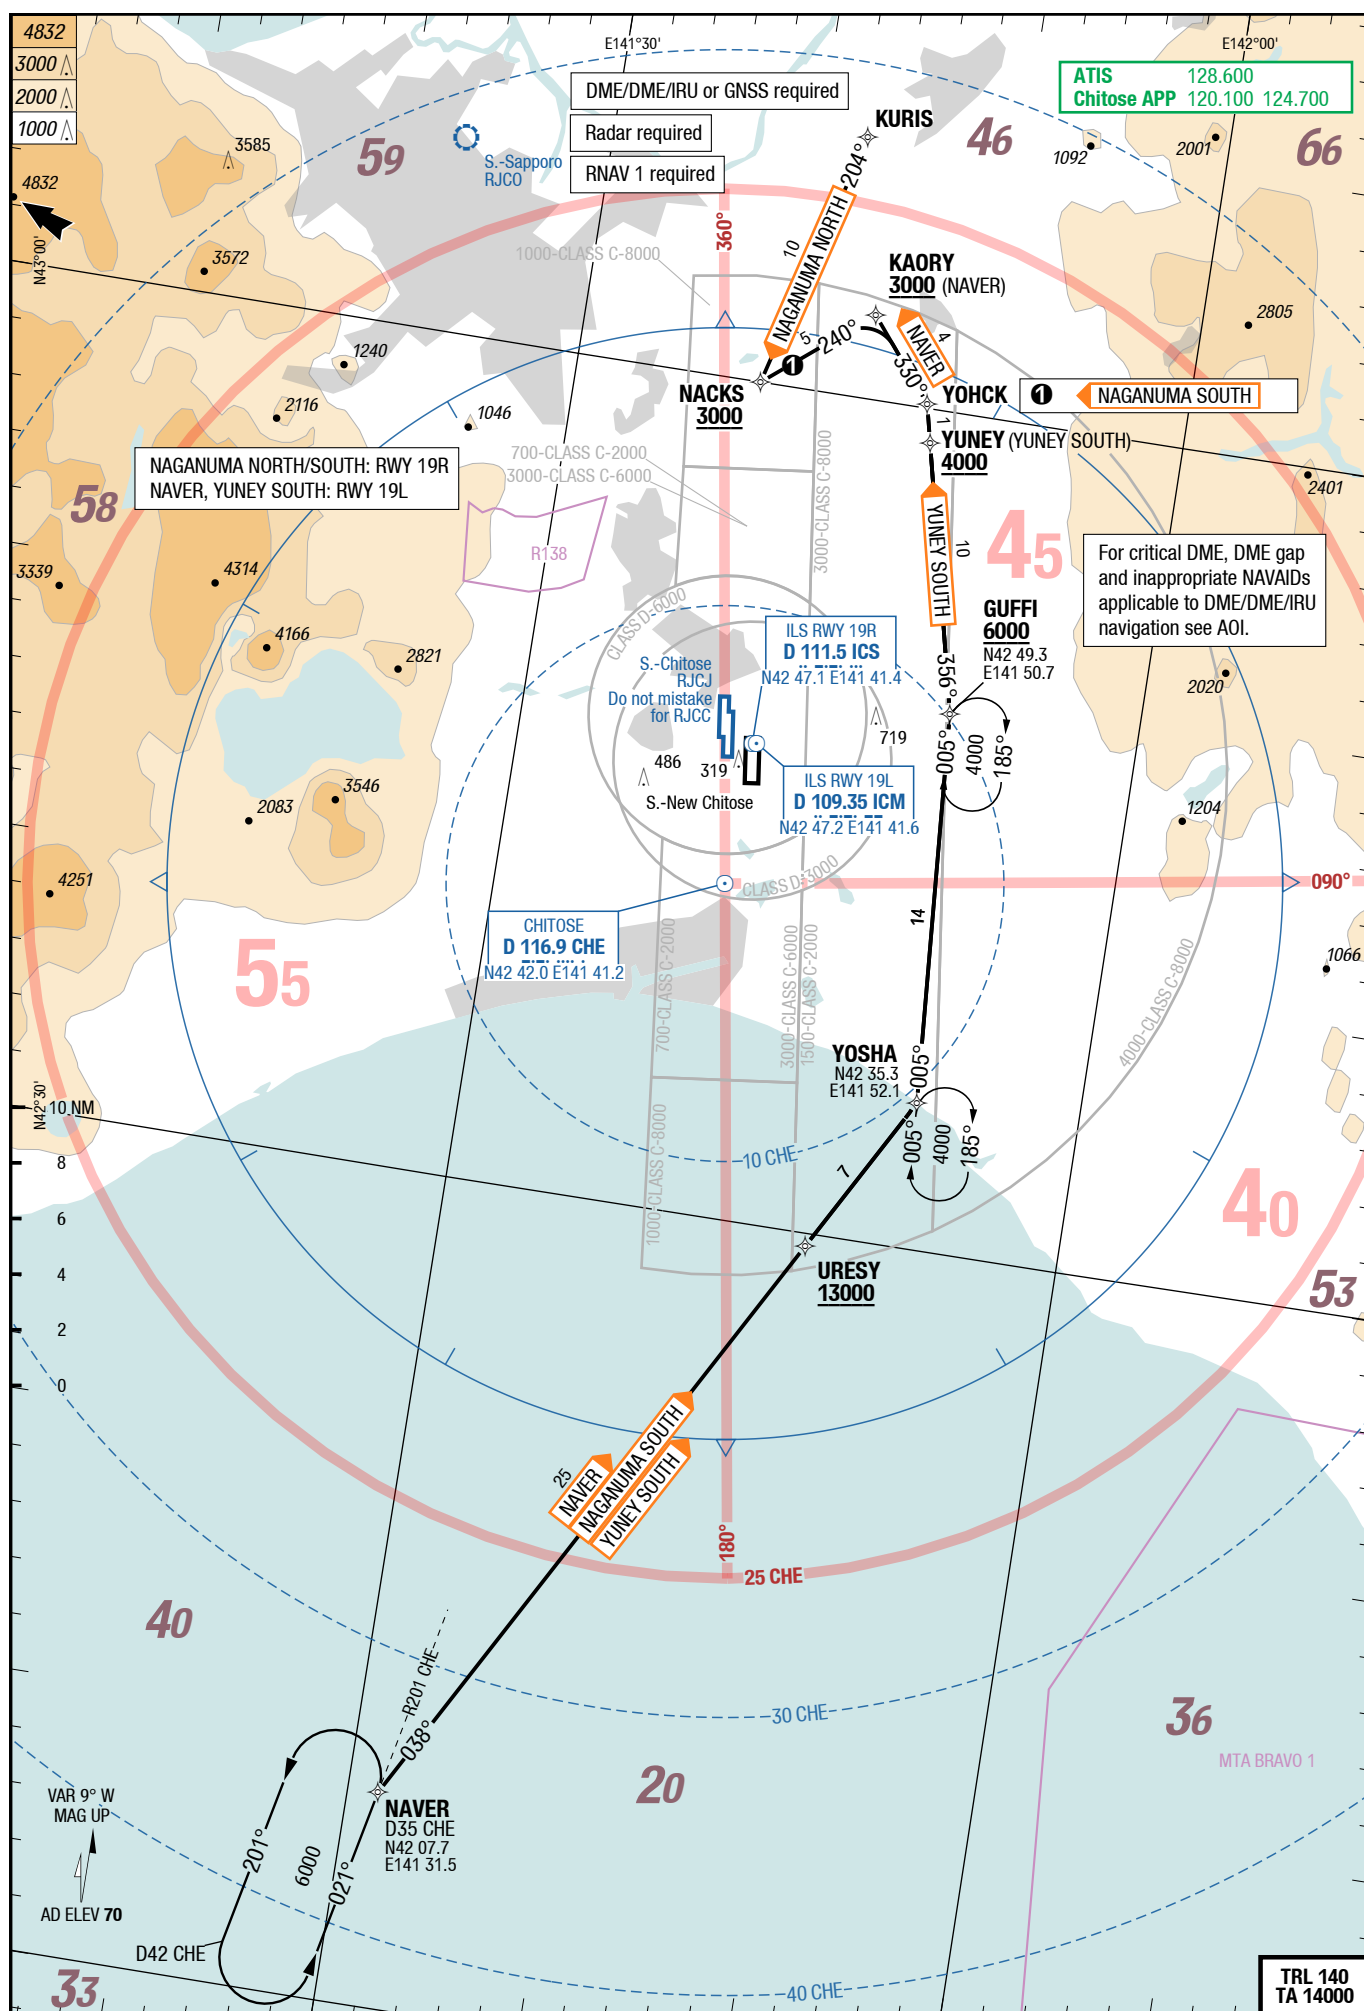 4832
3000
2000
1000
E141°30'
E142°00'
ATIS 128.600
Chitose APP 120.100 124.700
DME/DME/IRU or GNSS required
Radar required
RNAV 1 required
KURIS
204°
59
46
66
3585
S.-Sapporo
RJCO
1092
2001
4832
N43°00'
3572
360°
1000-CLASS C-8000
10
NAGANUMA NORTH
KAORY
3000 (NAVER)
2805
1240
5
240°
4
NAVER
330°
1
NACKS
3000
YOHCK
1 NAGANUMA SOUTH
2116
1046
1
YUNEY (YUNEY SOUTH)
4000
700-CLASS C-2000
3000-CLASS C-6000
3000-CLASS C-8000
NAGANUMA NORTH/SOUTH: RWY 19R
NAVER, YUNEY SOUTH: RWY 19L
58
2401
R138
YUNEY SOUTH
10
45
For critical DME, DME gap
and inappropriate NAVAIDs
applicable to DME/DME/IRU
navigation see AOI.
3339
4314
CLASS D-6000
GUFFI
6000
N42 49.3
E141 50.7
4166
2821
ILS RWY 19R
D 111.5 ICS
N42 47.1 E141 41.4
S.-Chitose
RJCJ
Do not mistake
for RJCC
356°
2020
719
486
319
005°
4000
185°
S.-New Chitose
ILS RWY 19L
D 109.35 ICM
N42 47.2 E141 41.6
3546
2083
1204
4251
CLASS D-3000
090°
14
CHITOSE
D 116.9 CHE
N42 42.0 E141 41.2
55
700-CLASS C-2000
3000-CLASS C-6000
1500-CLASS C-2000
4000-CLASS C-8000
1066
YOSHA
N42 35.3
E141 52.1
005°
N42°30'
10 NM
8
6
4
2
0
005°
4000
185°
10 CHE
7
1000-CLASS C-8000
40
URESY
13000
53
25
NAVER
NAGANUMA SOUTH
YUNEY SOUTH
180°
25 CHE
40
R201 CHE
038°
30 CHE
36
MTA BRAVO 1
20
VAR 9° W
MAG UP
NAVER
D35 CHE
N42 07.7
E141 31.5
201°
6000
021°
AD ELEV 70
D42 CHE
33
40 CHE
TRL 140
TA 14000